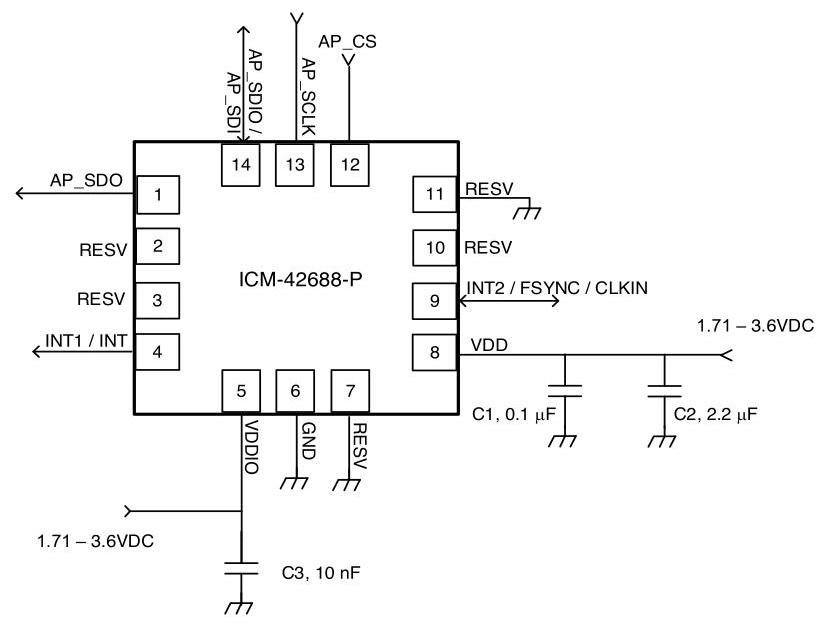 AP_CS
AP_SDIO /
AP_SDI
AP_SCLK
14
13
12
AP_SDO
1
11
RESV
RESV
2
10
RESV
ICM-42688-P
RESV
3
9
INT2 / FSYNC / CLKIN
INT1 / INT
4
8
VDD
1.71 – 3.6VDC
5
6
7
VDDIO
GND
RESV
C1, 0.1 μF
C2, 2.2 μF
1.71 – 3.6VDC
C3, 10 nF